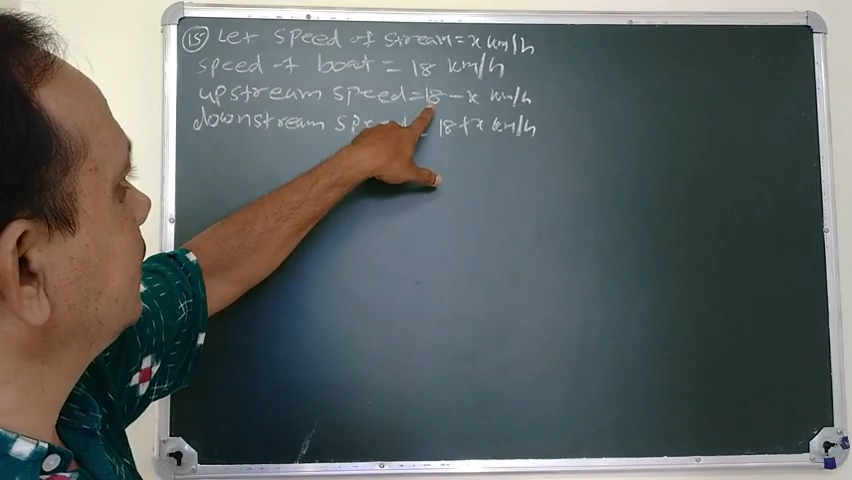 (15) Let speed of stream = x km/h
speed of boat = 18 km/h
upstream speed = 18 - x km/h
downstream speed = 18 + x km/h